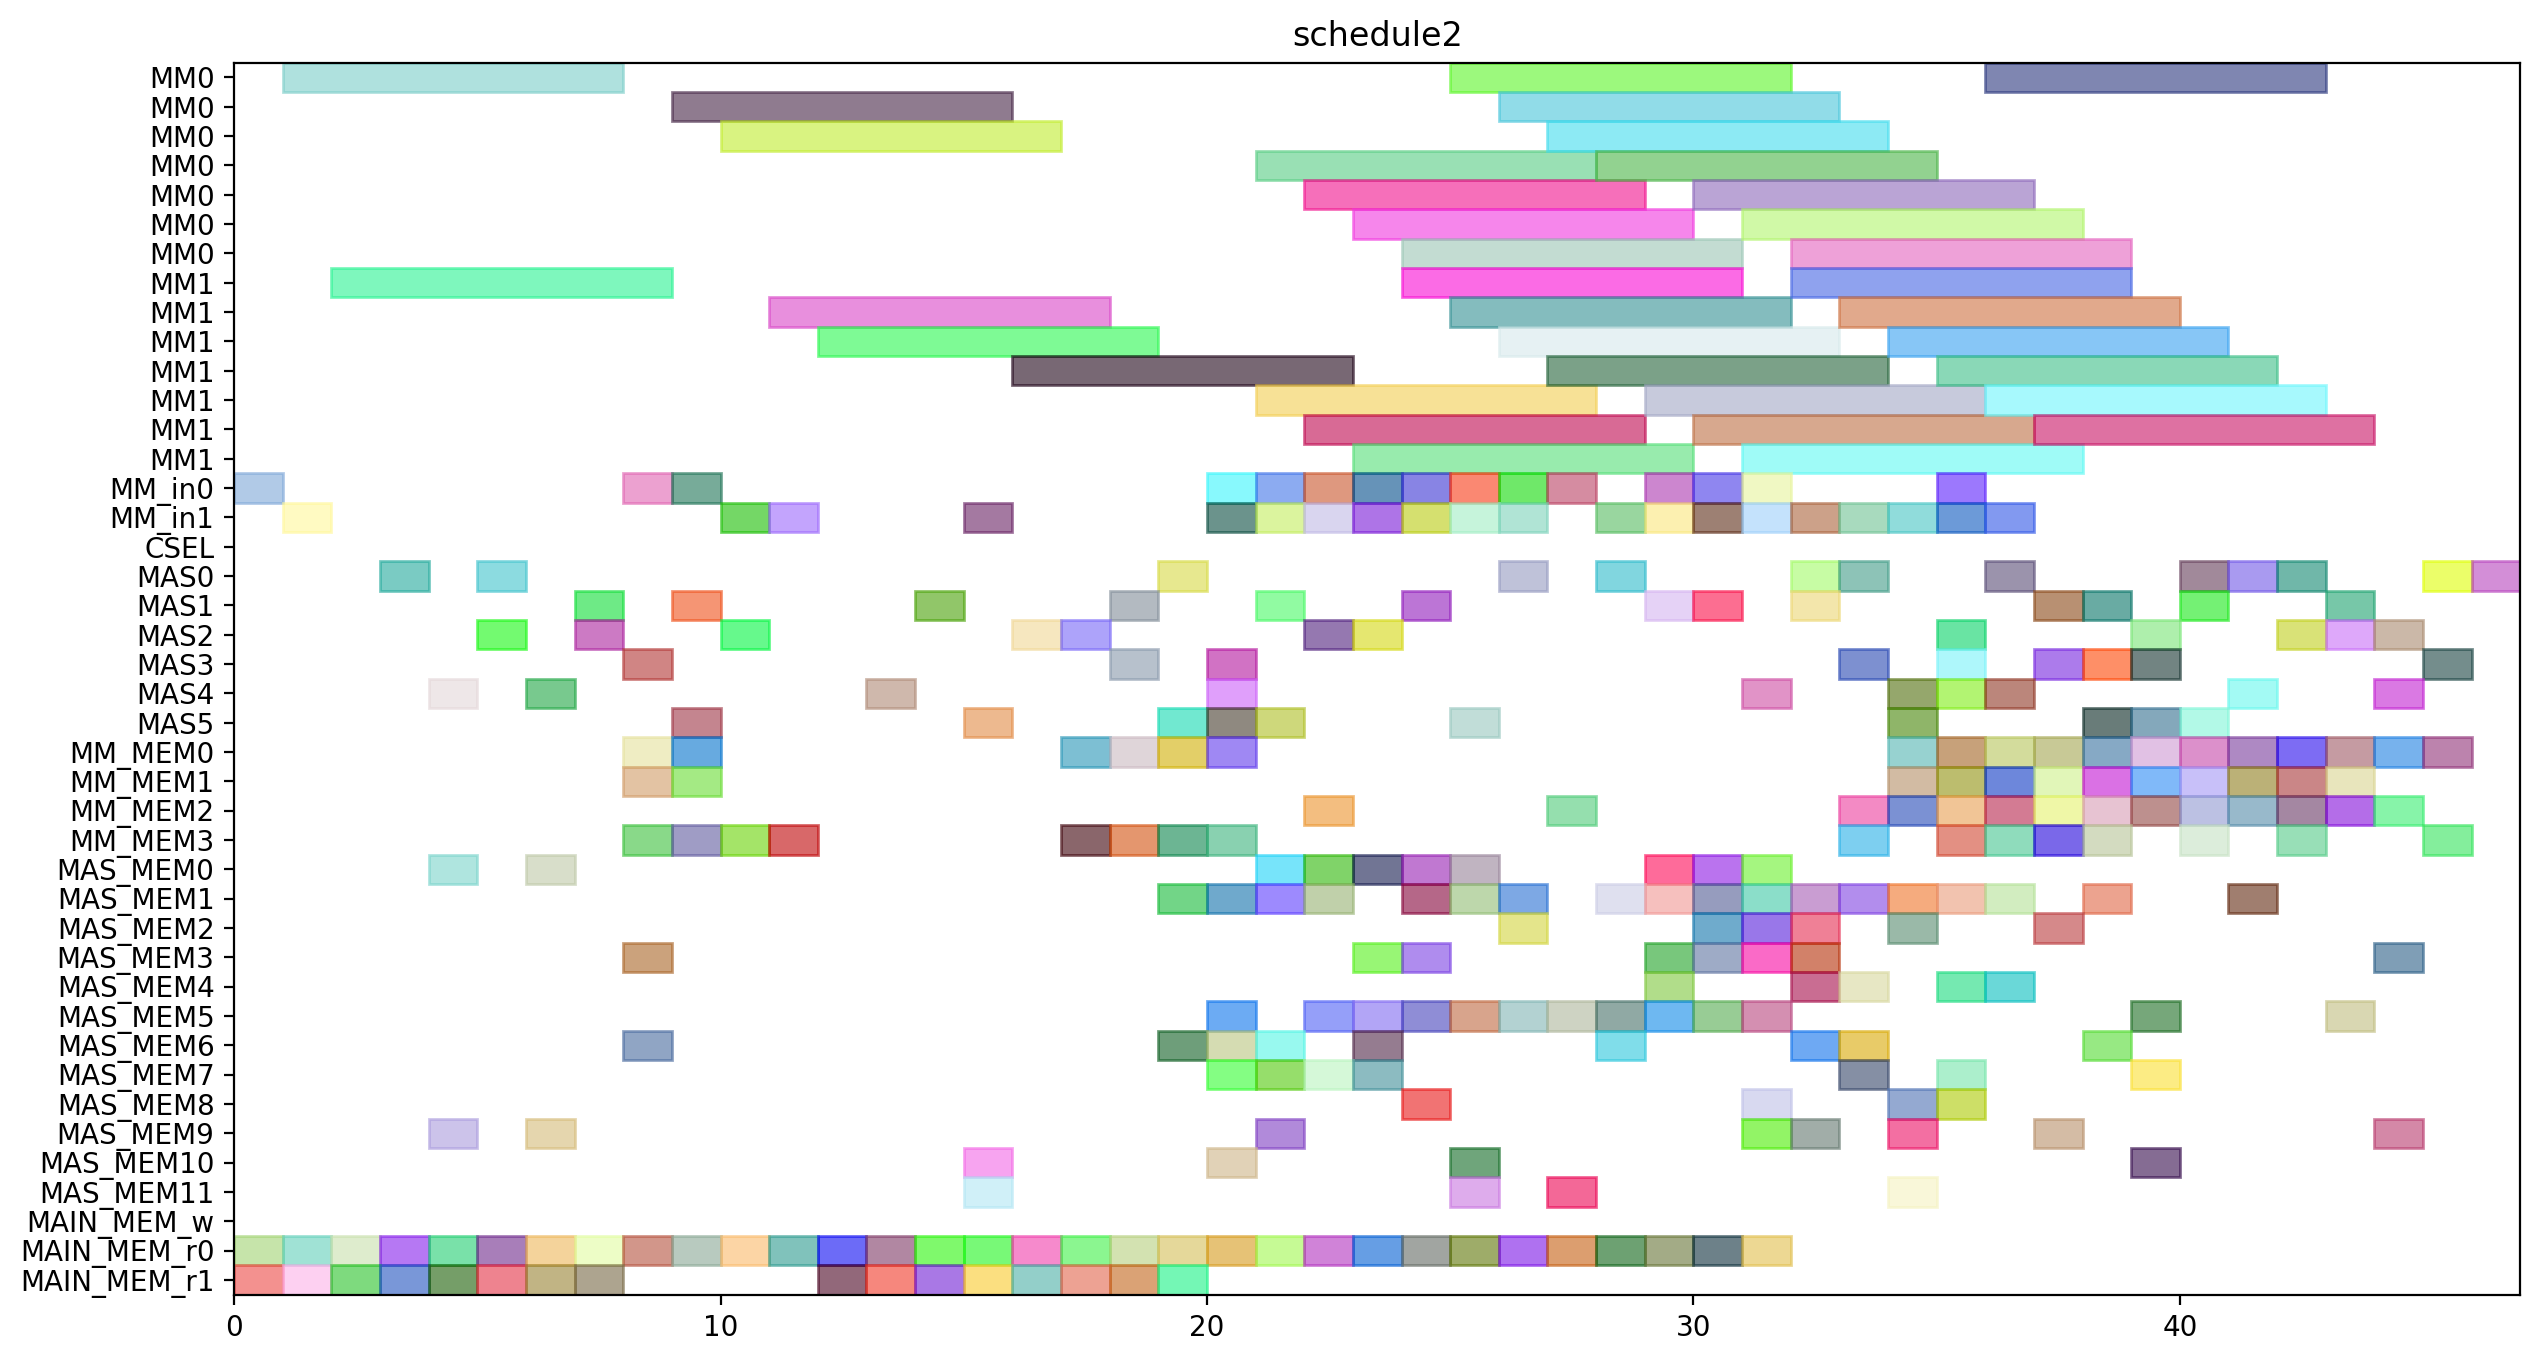 schedule2
MM0
MM0
MM0
MM0
MM0
MM0
MM0
MM1
MM1
MM1
MM1
MM1
MM1
MM1
MM_in0
MM_in1
CSEL
MAS0
MAS1
MAS2
MAS3
MAS4
MAS5
MM_MEM0
MM_MEM1
MM_MEM2
MM_MEM3
MAS_MEM0
MAS_MEM1
MAS_MEM2
MAS_MEM3
MAS_MEM4
MAS_MEM5
MAS_MEM6
MAS_MEM7
MAS_MEM8
MAS_MEM9
MAS_MEM10
MAS_MEM11
MAIN_MEM_w
MAIN_MEM_r0
MAIN_MEM_r1
0 10 20 30 40